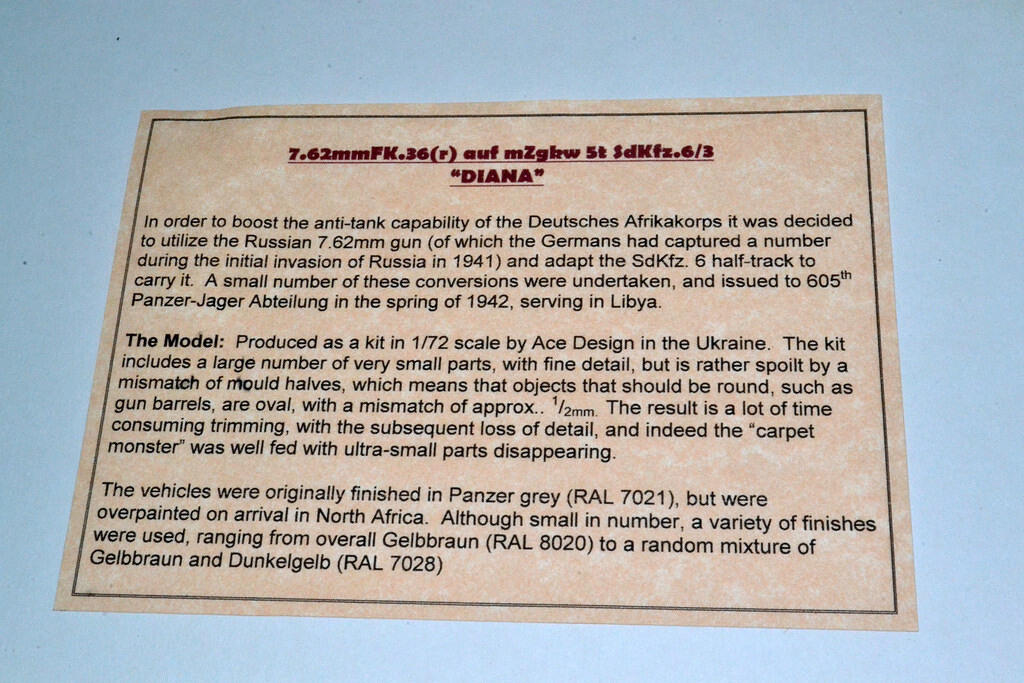 7.62mmFK.36(r) auf mZgkw 5t SdKfz.6/3
“DIANA”
In order to boost the anti-tank capability of the Deutsches Afrikakorps it was decided
to utilize the Russian 7.62mm gun (of which the Germans had captured a number
during the initial invasion of Russia in 1941) and adapt the SdKfz. 6 half-track to
carry it.  A small number of these conversions were undertaken, and issued to 605th
Panzer-Jager Abteilung in the spring of 1942, serving in Libya.
The Model:  Produced as a kit in 1/72 scale by Ace Design in the Ukraine.  The kit
includes a large number of very small parts, with fine detail, but is rather spoilt by a
mismatch of mould halves, which means that objects that should be round, such as
gun barrels, are oval, with a mismatch of approx.. 1/2mm.  The result is a lot of time
consuming trimming, with the subsequent loss of detail, and indeed the “carpet
monster” was well fed with ultra-small parts disappearing.
The vehicles were originally finished in Panzer grey (RAL 7021), but were
overpainted on arrival in North Africa.  Although small in number, a variety of finishes
were used, ranging from overall Gelbbraun (RAL 8020) to a random mixture of
Gelbbraun and Dunkelgelb (RAL 7028)